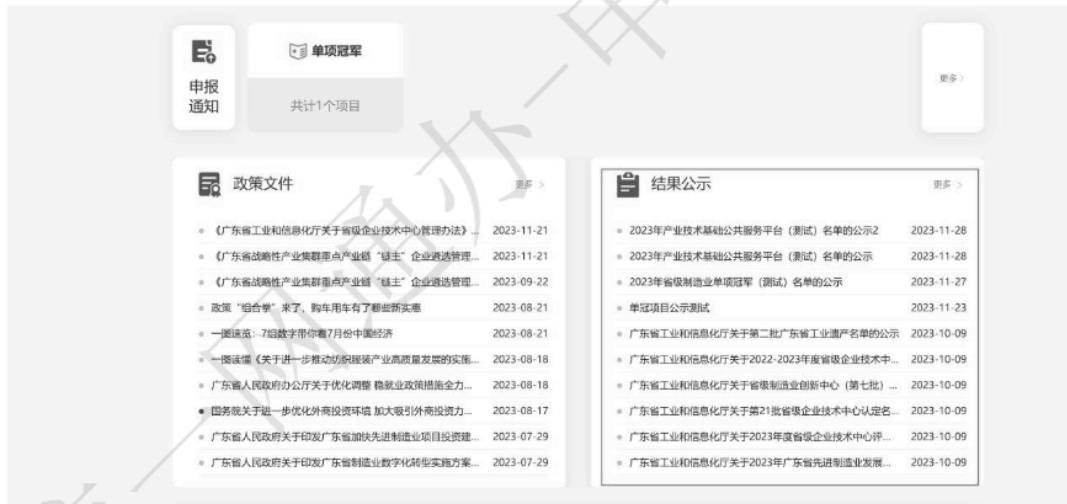 单项冠军
申报
通知
共计1个项目
更多 >
政策文件
更多 >
《广东省工业和信息化厅关于省级企业技术中心管理办法》... 2023-11-21
《广东省战略性产业集群重点产业链“链主”企业遴选管理... 2023-11-21
《广东省战略性产业集群重点产业链“链主”企业遴选管理... 2023-09-22
政策“组合拳”来了，购车用车有了哪些新实惠 2023-08-21
一图速览：7组数字带你看7月份中国经济 2023-08-21
一图读懂《关于进一步推动纺织服装产业高质量发展的实施... 2023-08-18
广东省人民政府办公厅关于优化调整 稳就业政策措施全力... 2023-08-18
国务院关于进一步优化外商投资环境 加大吸引外商投资力... 2023-08-17
广东省人民政府关于印发广东省加快先进制造业项目投资建... 2023-07-29
广东省人民政府关于印发广东省制造业数字化转型实施方案... 2023-07-29
结果公示
更多 >
2023年产业技术基础公共服务平台（测试）名单的公示2 2023-11-28
2023年产业技术基础公共服务平台（测试）名单的公示 2023-11-28
2023年省级制造业单项冠军（测试）名单的公示 2023-11-27
单冠项目公示测试 2023-11-23
广东省工业和信息化厅关于第二批广东省工业遗产名单的公示 2023-10-09
广东省工业和信息化厅关于2022-2023年度省级企业技术中... 2023-10-09
广东省工业和信息化厅关于省级制造业创新中心（第七批）... 2023-10-09
广东省工业和信息化厅关于第21批省级企业技术中心认定名... 2023-10-09
广东省工业和信息化厅关于2023年度省级企业技术中心评... 2023-10-09
广东省工业和信息化厅关于2023年广东省先进制造业发展... 2023-10-09
一网通办一申